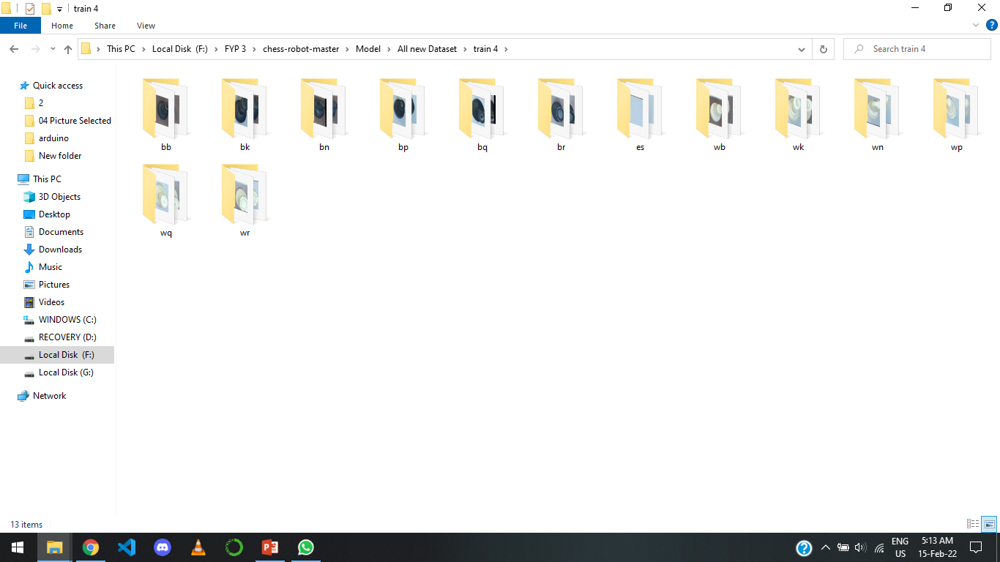 train 4
File Home Share View
This PC Local Disk (F:) FYP 3 chess-robot-master Model All new Dataset train 4
Search train 4
Quick access
2
04 Picture Selected
arduino
New folder
This PC
3D Objects
Desktop
Documents
Downloads
Music
Pictures
Videos
WINDOWS (C:)
RECOVERY (D:)
Local Disk (F:)
Local Disk (G:)
Network
bb bk bn bp bq br es wb wk wn wp
wq wr
13 items
ENG
US
5:13 AM
15-Feb-22